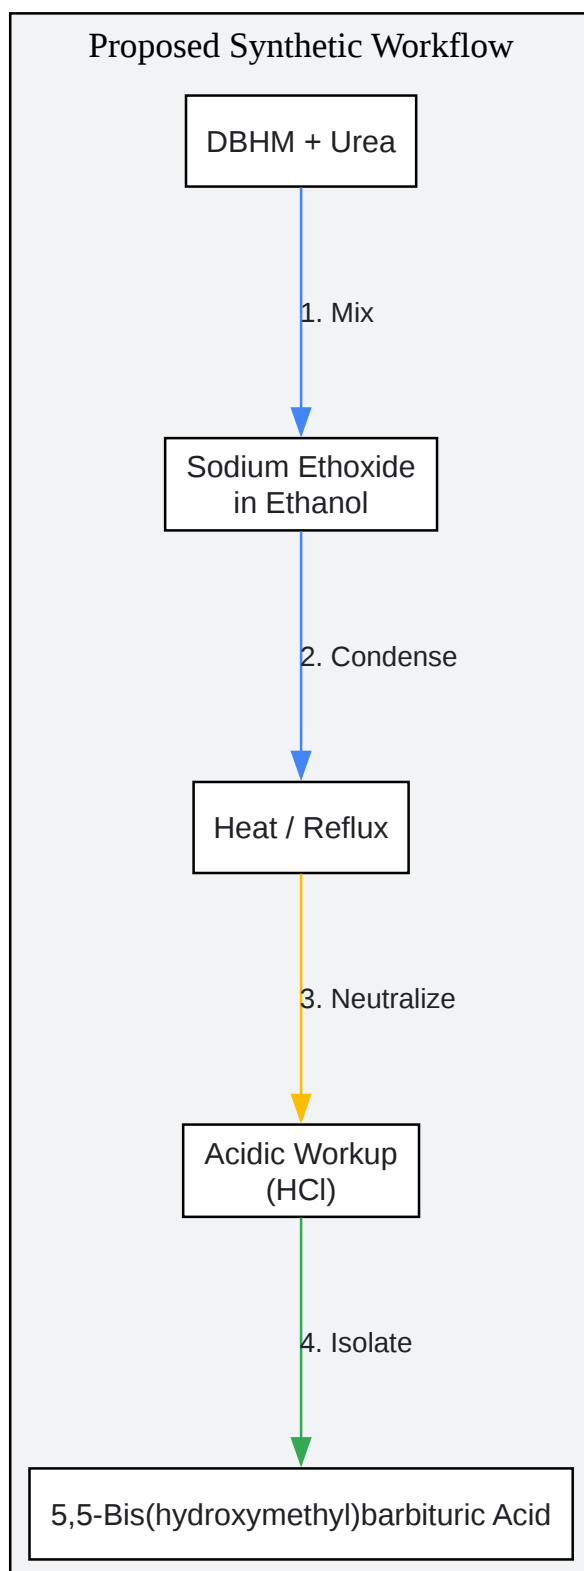 Proposed Synthetic Workflow
DBHM + Urea
1. Mix
Sodium Ethoxide
in Ethanol
2. Condense
Heat / Reflux
3. Neutralize
Acidic Workup
(HCl)
4. Isolate
5,5-Bis(hydroxymethyl)barbituric Acid